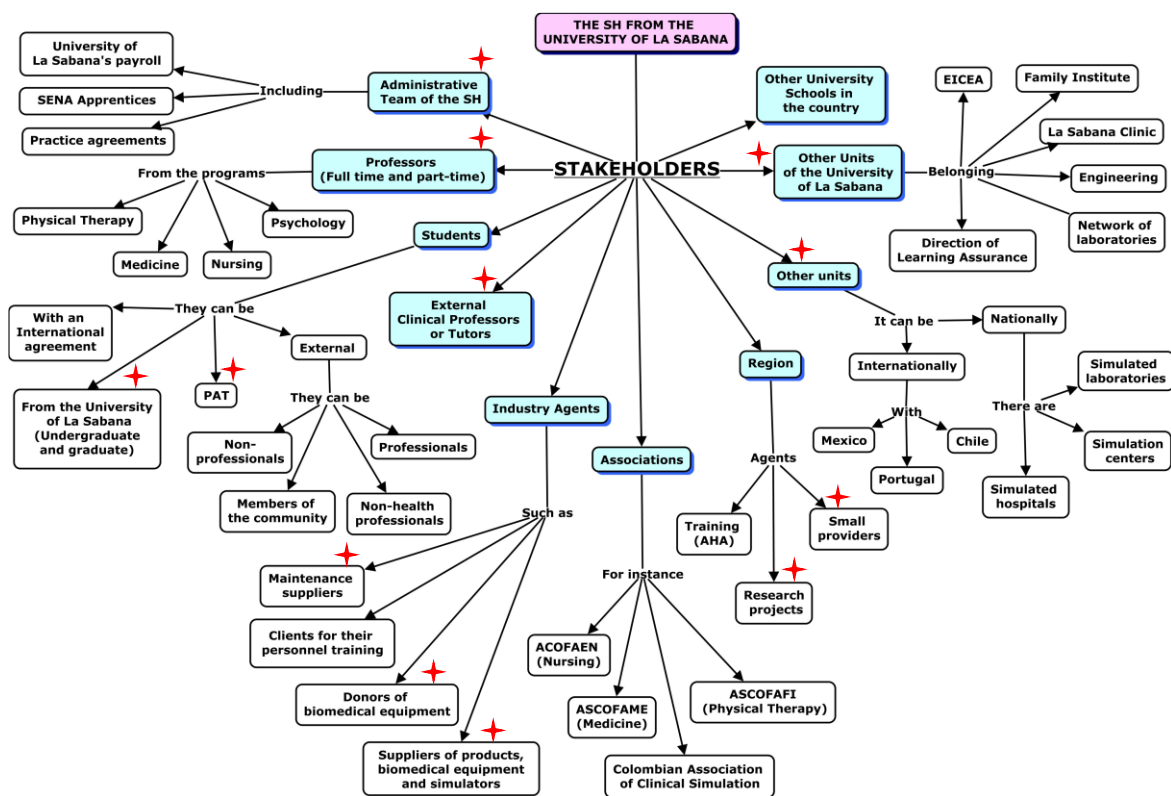 THE SH FROM THE
UNIVERSITY OF LA SABANA
STAKEHOLDERS
Administrative
Team of the SH
Including
University of
La Sabana's payroll
SENA Apprentices
Practice agreements
Professors
(Full time and part-time)
From the programs
Physical Therapy
Medicine
Nursing
Psychology
Students
They can be
With an
International
agreement
From the University
of La Sabana
(Undergraduate
and graduate)
PAT
External
They can be
Non-
professionals
Members of
the community
Non-health
professionals
Professionals
External
Clinical Professors
or Tutors
Industry Agents
Such as
Maintenance
suppliers
Clients for their
personnel training
Donors of
biomedical equipment
Suppliers of products,
biomedical equipment
and simulators
Associations
For instance
ACOFAEN
(Nursing)
ASCOFAME
(Medicine)
Colombian Association
of Clinical Simulation
ASCOFAFI
(Physical Therapy)
Region
Agents
Training
(AHA)
Research
projects
Small
providers
Other units
It can be
Internationally
With
Mexico
Portugal
Chile
Nationally
There are
Simulated
laboratories
Simulation
centers
Simulated
hospitals
Other Units
of the University
of La Sabana
Belonging
EICEA
Family Institute
La Sabana Clinic
Engineering
Network of
laboratories
Direction of
Learning Assurance
Other University
Schools in
the country